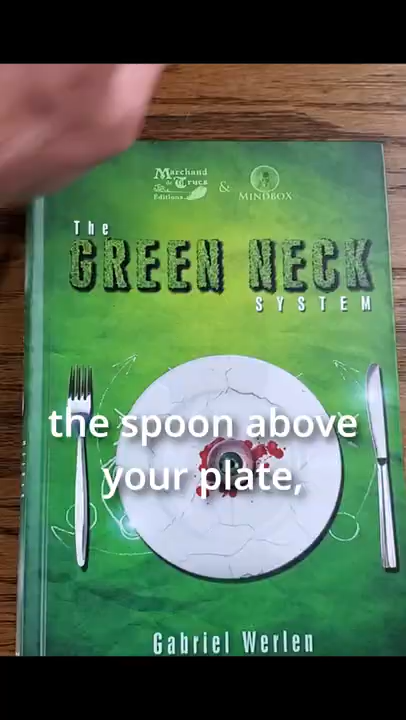 Marchand
de Trucs
Éditions
&
MINDBOX
The
GREEN NECK
SYSTEM
the spoon above
your plate,
Gabriel Werlen